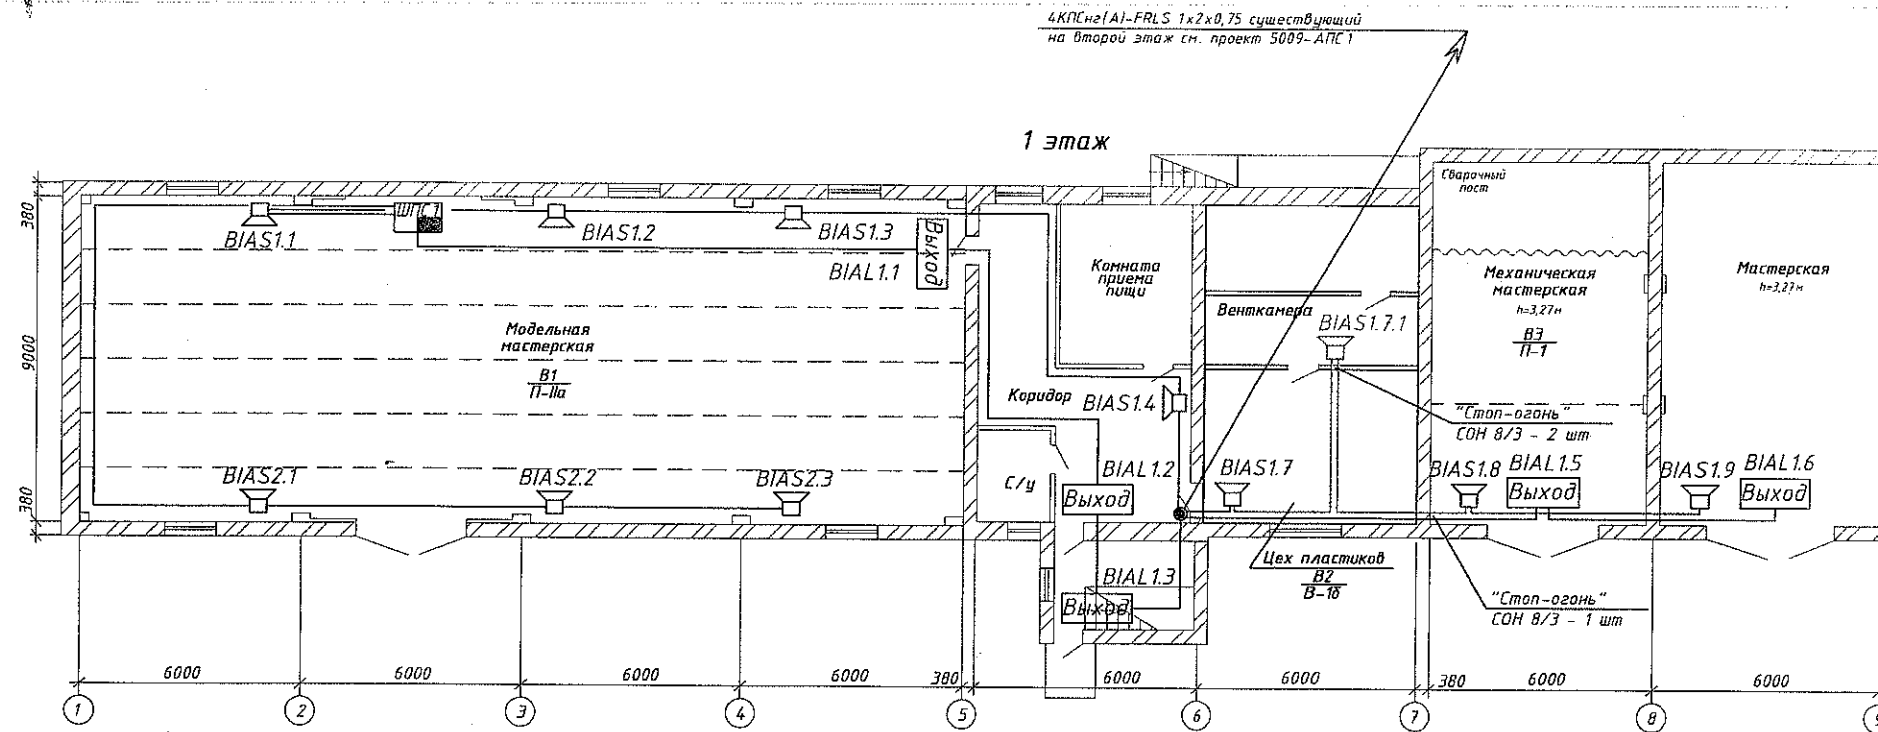 4КПСнг(А)-FRLS 1х2х0,75 существующий
на второй этаж см. проект 5009-АПС1
1 этаж
380
9000
380
ШПС1
BIAS1.1
BIAS1.2
BIAS1.3
BIAL1.1
Выход
Модельная
мастерская
В1
П-IIа
BIAS2.1
BIAS2.2
BIAS2.3
Комната
приема
пищи
Коридор
BIAS1.4
С/у
BIAL1.2
Выход
BIAL1.3
Выход
Венткамера
BIAS1.7.1
BIAS1.7
Цех пластиков
В2
В-1б
Сварочный
пост
Механическая
мастерская
h=3,27м
В3
П-1
"Стоп-огонь"
СОН 8/3 - 2 шт
BIAS1.8
BIAL1.5
Выход
Мастерская
h=3,27м
BIAS1.9
BIAL1.6
Выход
"Стоп-огонь"
СОН 8/3 - 1 шт
6000
6000
6000
6000
380
6000
6000
380
6000
6000
1
2
3
4
5
6
7
8
9